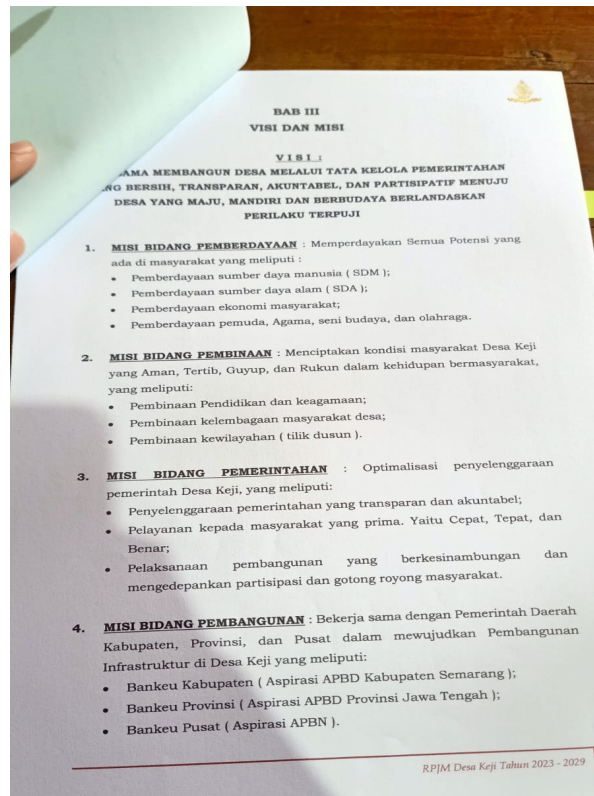 BAB III
VISI DAN MISI
V I S I :
MEMBANGUN DESA MELALUI TATA KELOLA PEMERINTAHAN
BERSIH, TRANSPARAN, AKUNTABEL, DAN PARTISIPATIF MENUJU
DESA YANG MAJU, MANDIRI DAN BERBUDAYA BERLANDASKAN
PERILAKU TERPUJI
1. MISI BIDANG PEMBERDAYAAN : Memperdayakan Semua Potensi yang
ada di masyarakat yang meliputi :
• Pemberdayaan sumber daya manusia ( SDM );
• Pemberdayaan sumber daya alam ( SDA );
• Pemberdayaan ekonomi masyarakat;
• Pemberdayaan pemuda, Agama, seni budaya, dan olahraga.
2. MISI BIDANG PEMBINAAN : Menciptakan kondisi masyarakat Desa Keji
yang Aman, Tertib, Guyup, dan Rukun dalam kehidupan bermasyarakat,
yang meliputi:
• Pembinaan Pendidikan dan keagamaan;
• Pembinaan kelembagaan masyarakat desa;
• Pembinaan kewilayahan ( tilik dusun ).
3. MISI BIDANG PEMERINTAHAN : Optimalisasi penyelenggaraan
pemerintah Desa Keji, yang meliputi:
• Penyelenggaraan pemerintahan yang transparan dan akuntabel;
• Pelayanan kepada masyarakat yang prima. Yaitu Cepat, Tepat, dan
Benar;
• Pelaksanaan pembangunan yang berkesinambungan dan
mengedepankan partisipasi dan gotong royong masyarakat.
4. MISI BIDANG PEMBANGUNAN : Bekerja sama dengan Pemerintah Daerah
Kabupaten, Provinsi, dan Pusat dalam mewujudkan Pembangunan
Infrastruktur di Desa Keji yang meliputi:
• Bankeu Kabupaten ( Aspirasi APBD Kabupaten Semarang );
• Bankeu Provinsi ( Aspirasi APBD Provinsi Jawa Tengah );
• Bankeu Pusat ( Aspirasi APBN ).
RPJM Desa Keji Tahun 2023 - 2029